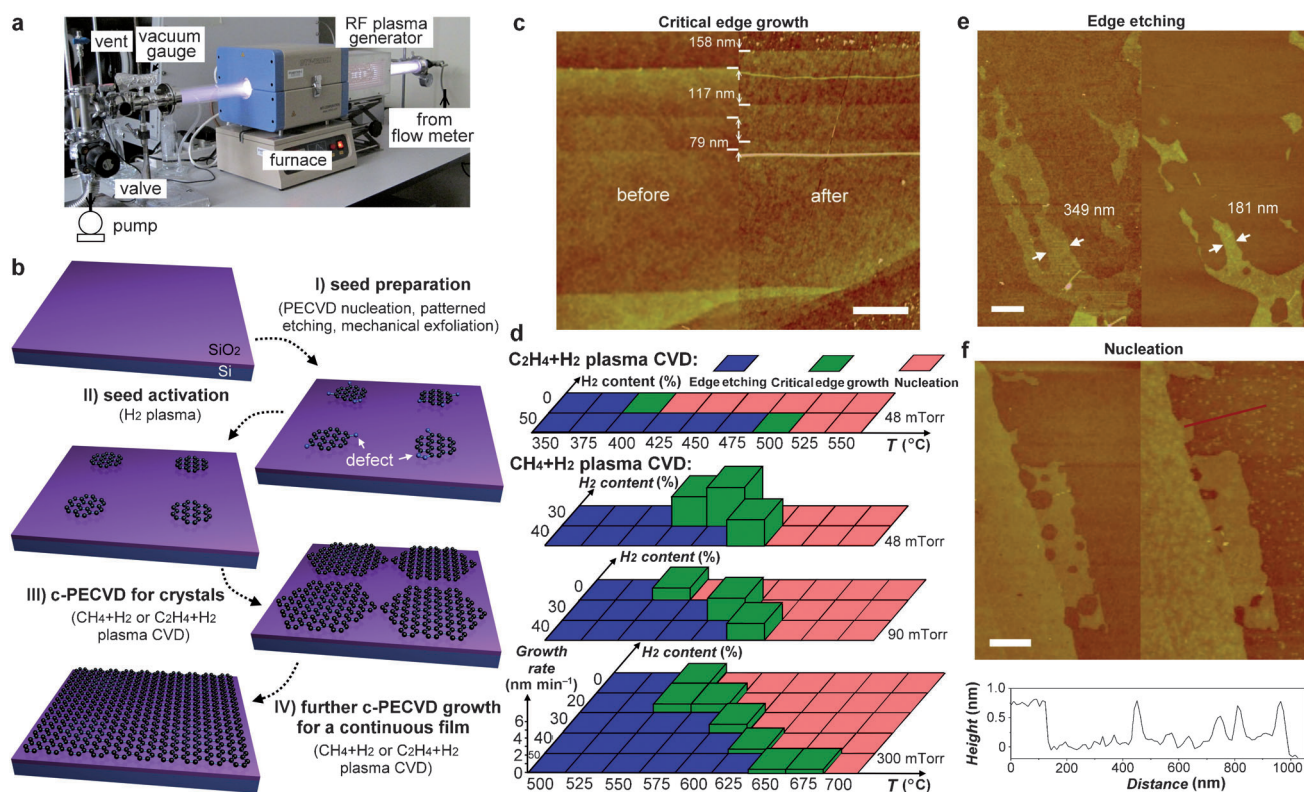 a
vent
vacuum
gauge
RF plasma
generator
from
flow meter
furnace
valve
pump
b
SiO2
Si
I) seed preparation
(PECVD nucleation, patterned
etching, mechanical exfoliation)
II) seed activation
(H2 plasma)
defect
III) c-PECVD for crystals
(CH4+H2 or C2H4+H2
plasma CVD)
IV) further c-PECVD growth
for a continuous film
(CH4+H2 or C2H4+H2
plasma CVD)
c
Critical edge growth
158 nm
117 nm
79 nm
before
after
d
C2H4+H2 plasma CVD:
H2 content (%)
Edge etching
Critical edge growth
Nucleation
0
50
48 mTorr
350 375 400 425 450 475 500 525 550
T (°C)
CH4+H2 plasma CVD:
H2 content (%)
30
40
48 mTorr
H2 content (%)
0
30
40
90 mTorr
Growth
rate
(nm min–1)
H2 content (%)
0
20
30
40
50
6
4
2
0
300 mTorr
500 525 550 575 600 625 650 675 700
T (°C)
e
Edge etching
349 nm
181 nm
f
Nucleation
Height (nm)
1.0
0.5
0
0 200 400 600 800 1000
Distance (nm)